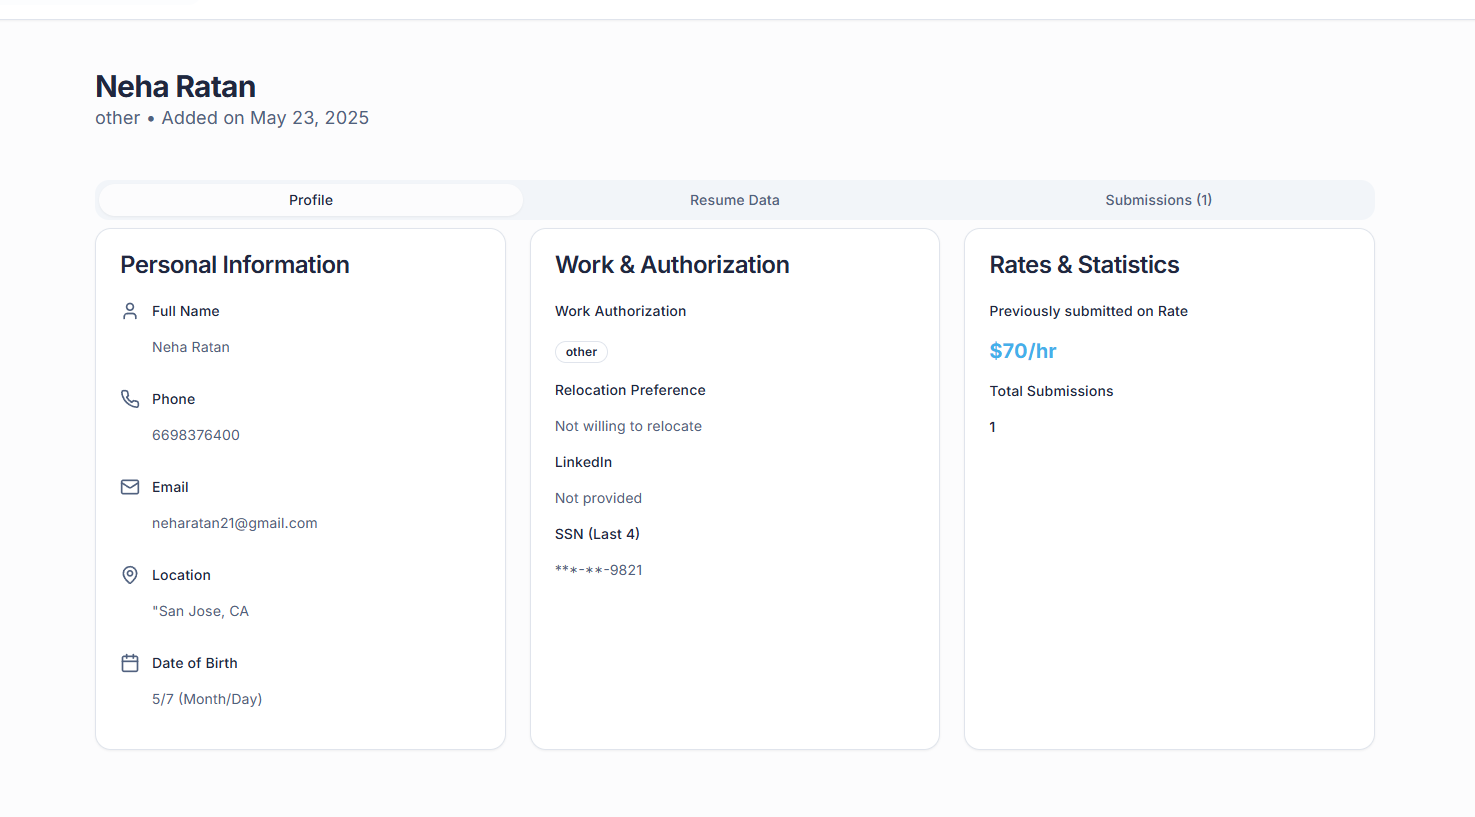 Neha Ratan
other • Added on May 23, 2025
Profile
Resume Data
Submissions (1)
Personal Information
Full Name
Neha Ratan
Phone
6698376400
Email
neharatan21@gmail.com
Location
"San Jose, CA
Date of Birth
5/7 (Month/Day)
Work & Authorization
Work Authorization
other
Relocation Preference
Not willing to relocate
LinkedIn
Not provided
SSN (Last 4)
***-**-9821
Rates & Statistics
Previously submitted on Rate
$70/hr
Total Submissions
1